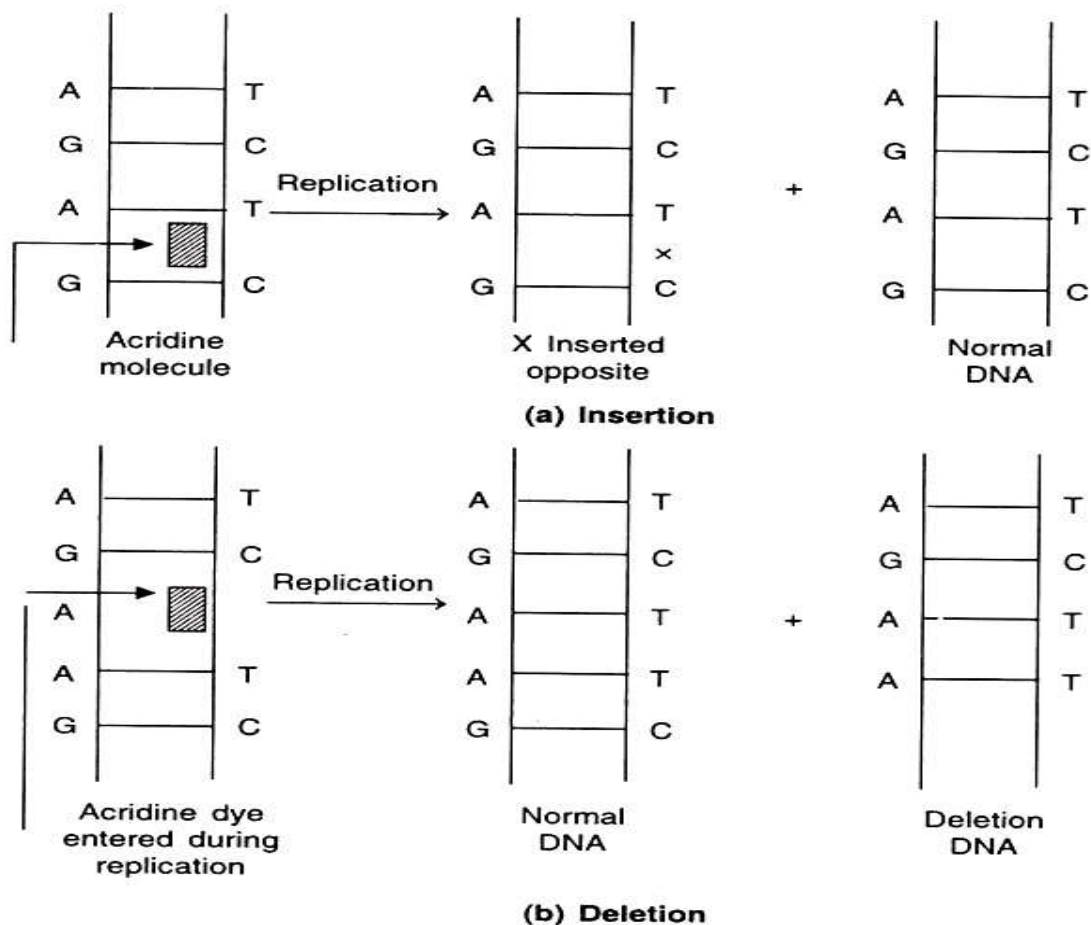 A T
G C
A T
G C
Acridine
molecule
Replication
A T
G C
A T
x
G C
X Inserted
opposite
+
A T
G C
A T
G C
Normal
DNA
(a) Insertion
A T
G C
A
A T
G C
Acridine dye
entered during
replication
Replication
A T
G C
A T
A T
G C
Normal
DNA
+
A T
G C
A T
A T
Deletion
DNA
(b) Deletion